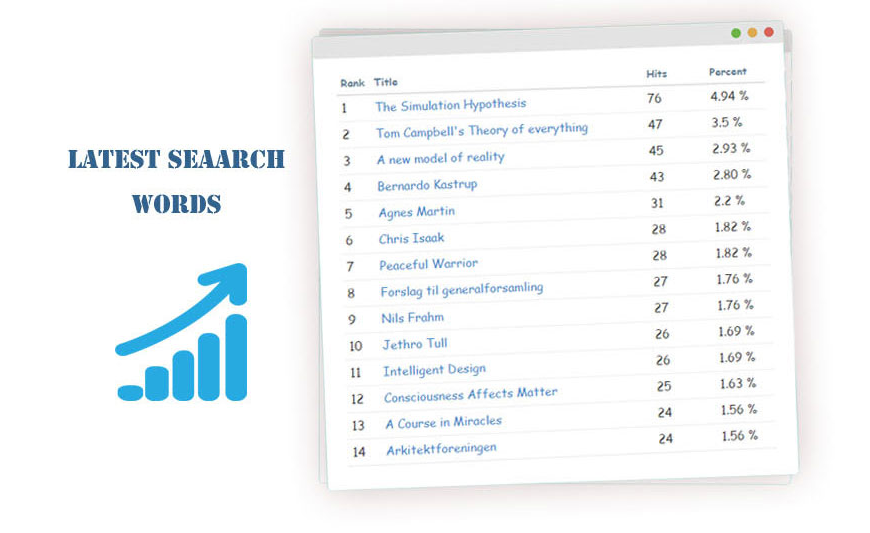 LATEST SEAARCH
WORDS
Rank Title Hits Percent
1 The Simulation Hypothesis 76 4.94 %
2 Tom Campbell's Theory of everything 47 3.5 %
3 A new model of reality 45 2.93 %
4 Bernardo Kastrup 43 2.80 %
5 Agnes Martin 31 2.2 %
6 Chris Isaak 28 1.82 %
7 Peaceful Warrior 28 1.82 %
8 Forslag til generalforsamling 27 1.76 %
9 Nils Frahm 27 1.76 %
10 Jethro Tull 26 1.69 %
11 Intelligent Design 26 1.69 %
12 Consciousness Affects Matter 25 1.63 %
13 A Course in Miracles 24 1.56 %
14 Arkitektforeningen 24 1.56 %